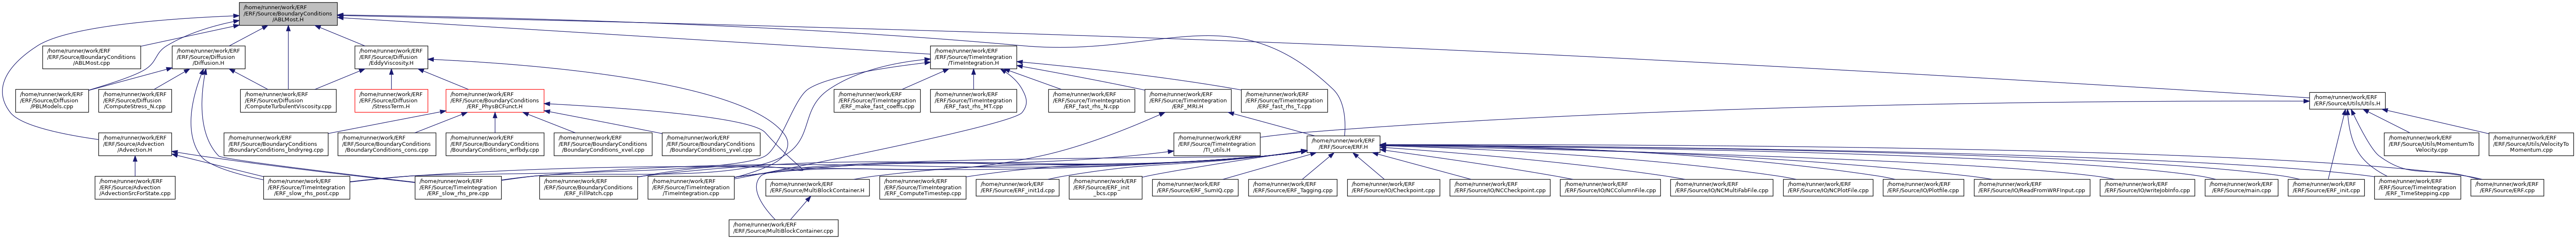 /home/runner/work/ERF
/ERF/Source/BoundaryConditions
/ABLMost.H
/home/runner/work/ERF
/ERF/Source/BoundaryConditions
/ABLMost.cpp
/home/runner/work/ERF
/ERF/Source/Diffusion
/Diffusion.H
/home/runner/work/ERF
/ERF/Source/Diffusion
/EddyViscosity.H
/home/runner/work/ERF
/ERF/Source/TimeIntegration
/TimeIntegration.H
/home/runner/work/ERF
/ERF/Source/Diffusion
/PBLModels.cpp
/home/runner/work/ERF
/ERF/Source/Diffusion
/ComputeStress_N.cpp
/home/runner/work/ERF
/ERF/Source/Diffusion
/ComputeTurbulentViscosity.cpp
/home/runner/work/ERF
/ERF/Source/Diffusion
/StressTerm.H
/home/runner/work/ERF
/ERF/Source/BoundaryConditions
/ERF_PhysBCFunct.H
/home/runner/work/ERF
/ERF/Source/TimeIntegration
/ERF_make_fast_coeffs.cpp
/home/runner/work/ERF
/ERF/Source/TimeIntegration
/ERF_fast_rhs_MT.cpp
/home/runner/work/ERF
/ERF/Source/TimeIntegration
/ERF_fast_rhs_N.cpp
/home/runner/work/ERF
/ERF/Source/TimeIntegration
/ERF_MRI.H
/home/runner/work/ERF
/ERF/Source/TimeIntegration
/ERF_fast_rhs_T.cpp
/home/runner/work/ERF
/ERF/Source/Utils/Utils.H
/home/runner/work/ERF
/ERF/Source/Advection
/Advection.H
/home/runner/work/ERF
/ERF/Source/BoundaryConditions
/BoundaryConditions_bndryreg.cpp
/home/runner/work/ERF
/ERF/Source/BoundaryConditions
/BoundaryConditions_cons.cpp
/home/runner/work/ERF
/ERF/Source/BoundaryConditions
/BoundaryConditions_wrfbdy.cpp
/home/runner/work/ERF
/ERF/Source/BoundaryConditions
/BoundaryConditions_xvel.cpp
/home/runner/work/ERF
/ERF/Source/BoundaryConditions
/BoundaryConditions_yvel.cpp
/home/runner/work/ERF
/ERF/Source/TimeIntegration
/TI_utils.H
/home/runner/work/ERF
/ERF/Source/ERF.H
/home/runner/work/ERF
/ERF/Source/Utils/MomentumTo
Velocity.cpp
/home/runner/work/ERF
/ERF/Source/Utils/VelocityTo
Momentum.cpp
/home/runner/work/ERF
/ERF/Source/Advection
/AdvectionSrcForState.cpp
/home/runner/work/ERF
/ERF/Source/TimeIntegration
/ERF_slow_rhs_post.cpp
/home/runner/work/ERF
/ERF/Source/TimeIntegration
/ERF_slow_rhs_pre.cpp
/home/runner/work/ERF
/ERF/Source/BoundaryConditions
/ERF_FillPatch.cpp
/home/runner/work/ERF
/ERF/Source/TimeIntegration
/TimeIntegration.cpp
/home/runner/work/ERF
/ERF/Source/MultiBlockContainer.H
/home/runner/work/ERF
/ERF/Source/TimeIntegration
/ERF_ComputeTimestep.cpp
/home/runner/work/ERF
/ERF/Source/ERF_init1d.cpp
/home/runner/work/ERF
/ERF/Source/ERF_init
_bcs.cpp
/home/runner/work/ERF
/ERF/Source/ERF_SumIQ.cpp
/home/runner/work/ERF
/ERF/Source/ERF_Tagging.cpp
/home/runner/work/ERF
/ERF/Source/IO/Checkpoint.cpp
/home/runner/work/ERF
/ERF/Source/IO/NCCheckpoint.cpp
/home/runner/work/ERF
/ERF/Source/IO/NCColumnFile.cpp
/home/runner/work/ERF
/ERF/Source/IO/NCMultiFabFile.cpp
/home/runner/work/ERF
/ERF/Source/IO/NCPlotFile.cpp
/home/runner/work/ERF
/ERF/Source/IO/Plotfile.cpp
/home/runner/work/ERF
/ERF/Source/IO/ReadFromWRFInput.cpp
/home/runner/work/ERF
/ERF/Source/IO/writeJobInfo.cpp
/home/runner/work/ERF
/ERF/Source/main.cpp
/home/runner/work/ERF
/ERF/Source/ERF_init.cpp
/home/runner/work/ERF
/ERF/Source/TimeIntegration
/ERF_TimeStepping.cpp
/home/runner/work/ERF
/ERF/Source/ERF.cpp
/home/runner/work/ERF
/ERF/Source/MultiBlockContainer.cpp